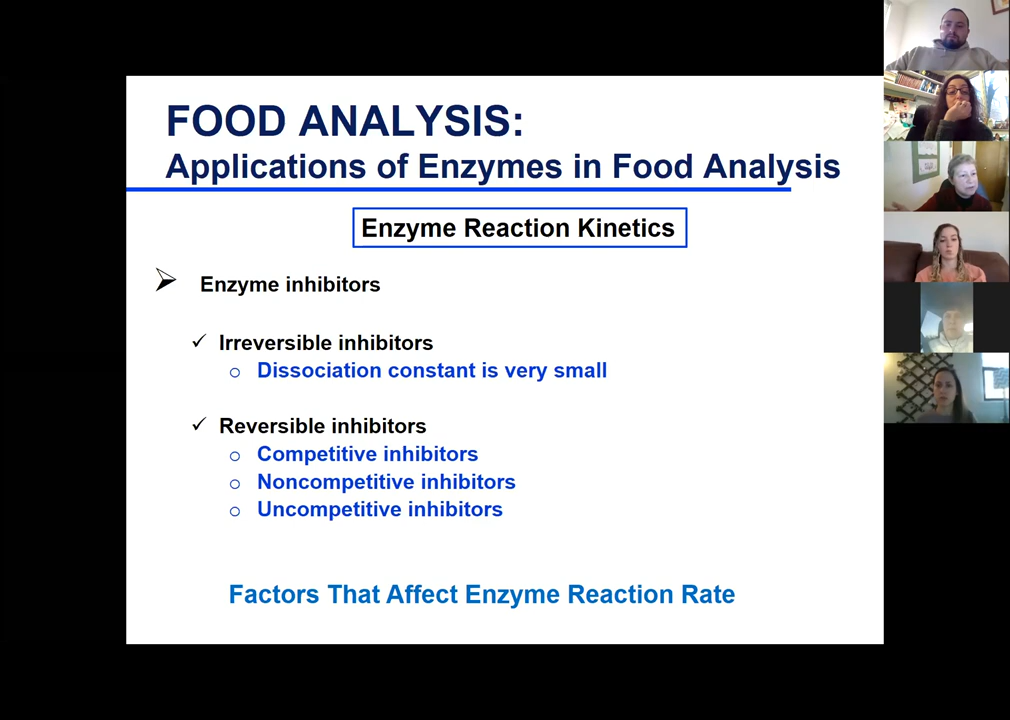 FOOD ANALYSIS:
Applications of Enzymes in Food Analysis
Enzyme Reaction Kinetics
➢ Enzyme inhibitors
✓ Irreversible inhibitors
o Dissociation constant is very small
✓ Reversible inhibitors
o Competitive inhibitors
o Noncompetitive inhibitors
o Uncompetitive inhibitors
Factors That Affect Enzyme Reaction Rate